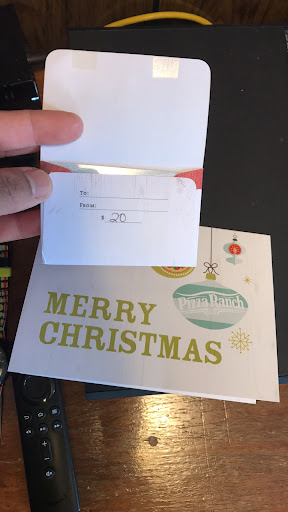 To:
From:
$ 20
Pizza Ranch
MERRY
CHRISTMAS